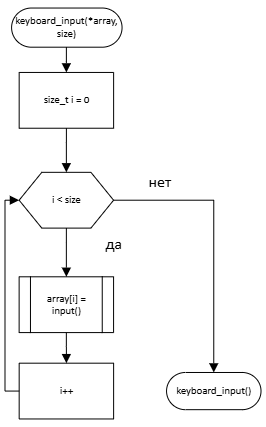 keyboard_input(*array,
size)
size_t i = 0
i < size
нет
да
array[i] =
input()
i++
keyboard_input()